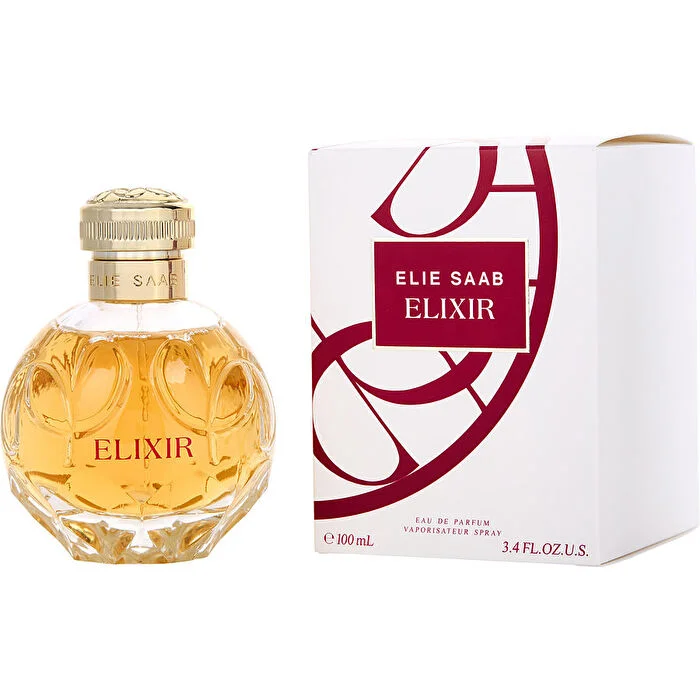 ELIE SAAB
ELIXIR
ELIE SAAB
ELIXIR
EAU DE PARFUM
VAPORISATEUR SPRAY
℮ 100 mL
3.4 FL.OZ.U.S.